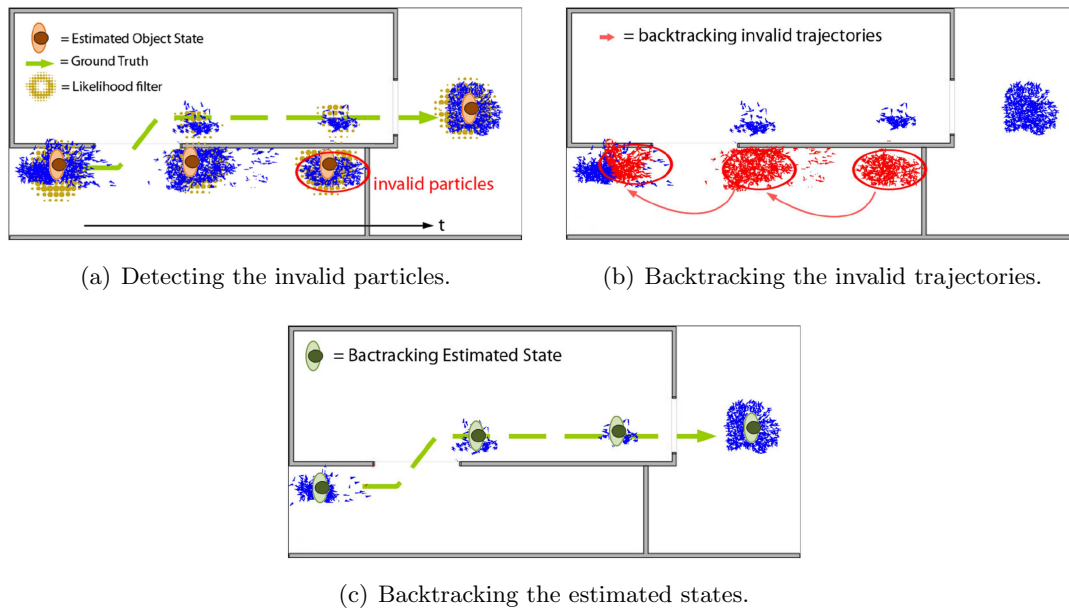 = Estimated Object State
= Ground Truth
= Likelihood filter
invalid particles
t
(a) Detecting the invalid particles.
= backtracking invalid trajectories
(b) Backtracking the invalid trajectories.
= Bactracking Estimated State
(c) Backtracking the estimated states.